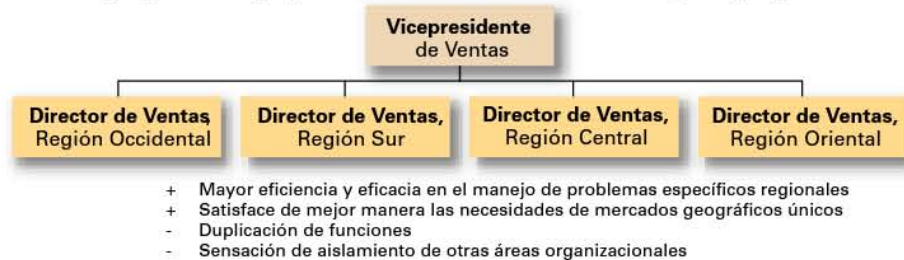 Vicepresidente
de Ventas
Director de Ventas,
Región Occidental
Director de Ventas,
Región Sur
Director de Ventas,
Región Central
Director de Ventas,
Región Oriental
+ Mayor eficiencia y eficacia en el manejo de problemas específicos regionales
+ Satisface de mejor manera las necesidades de mercados geográficos únicos
- Duplicación de funciones
- Sensación de aislamiento de otras áreas organizacionales